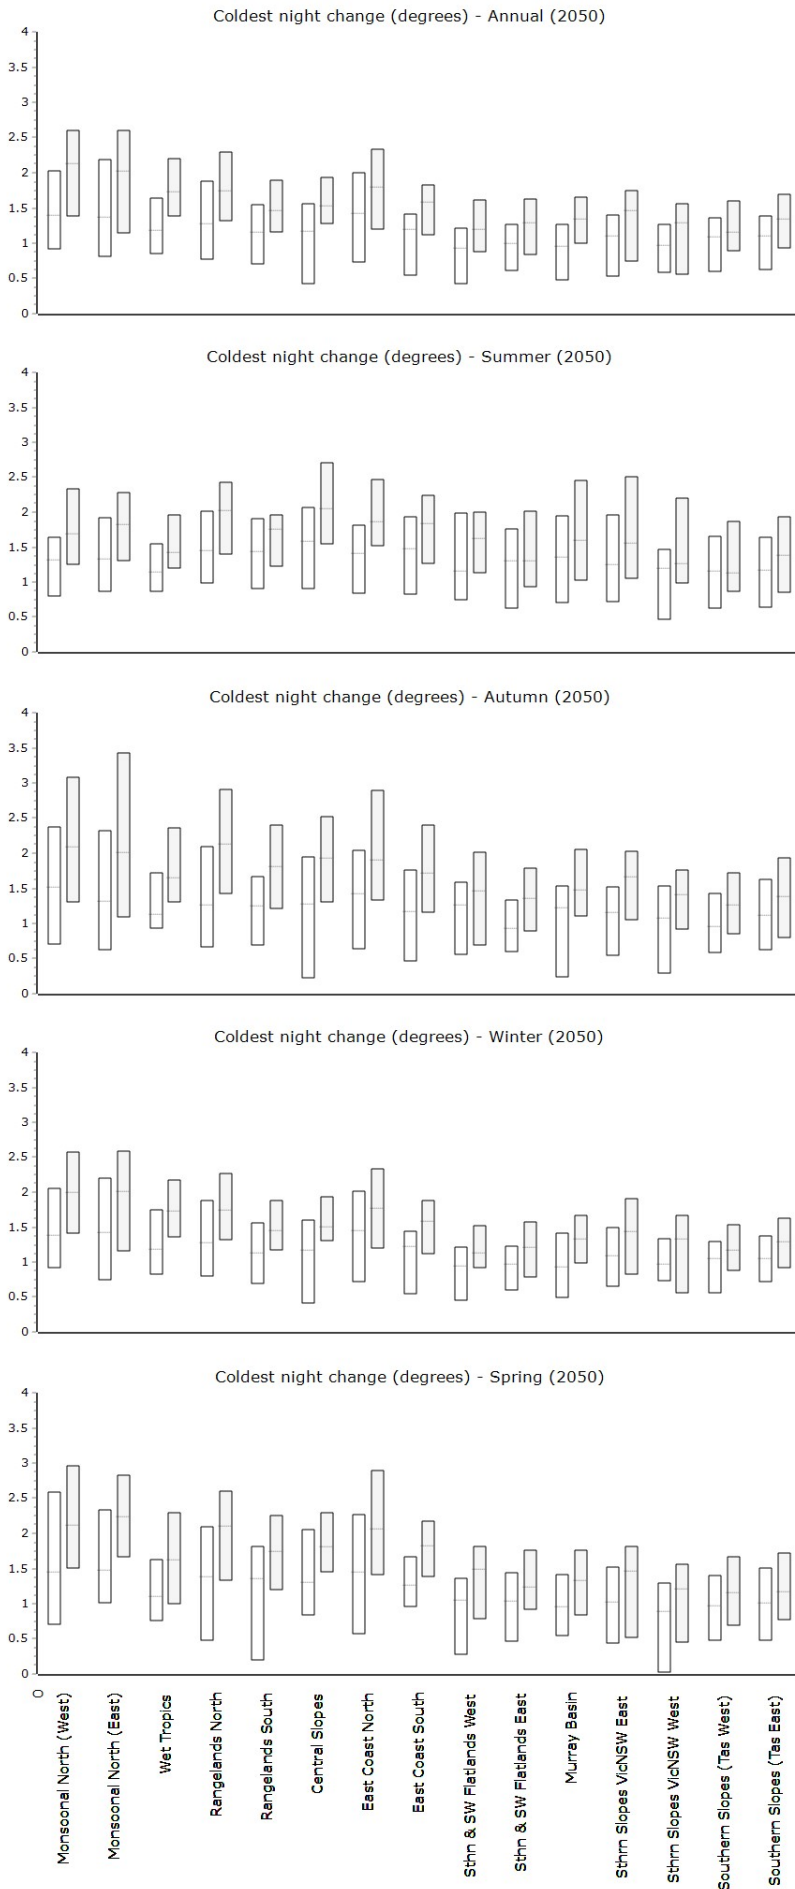 Coldest night change (degrees) - Annual (2050)
4
3.5
3
2.5
2
1.5
1
0.5
0
Coldest night change (degrees) - Summer (2050)
4
3.5
3
2.5
2
1.5
1
0.5
0
Coldest night change (degrees) - Autumn (2050)
4
3.5
3
2.5
2
1.5
1
0.5
0
Coldest night change (degrees) - Winter (2050)
4
3.5
3
2.5
2
1.5
1
0.5
0
Coldest night change (degrees) - Spring (2050)
4
3.5
3
2.5
2
1.5
1
0.5
0
0
Monsoonal North (West)
Monsoonal North (East)
Wet Tropics
Rangelands North
Rangelands South
Central Slopes
East Coast North
East Coast South
Sthn & SW Flatlands West
Sthn & SW Flatlands East
Murray Basin
Sthrn Slopes VicNSW East
Sthrn Slopes VicNSW West
Southern Slopes (Tas West)
Southern Slopes (Tas East)